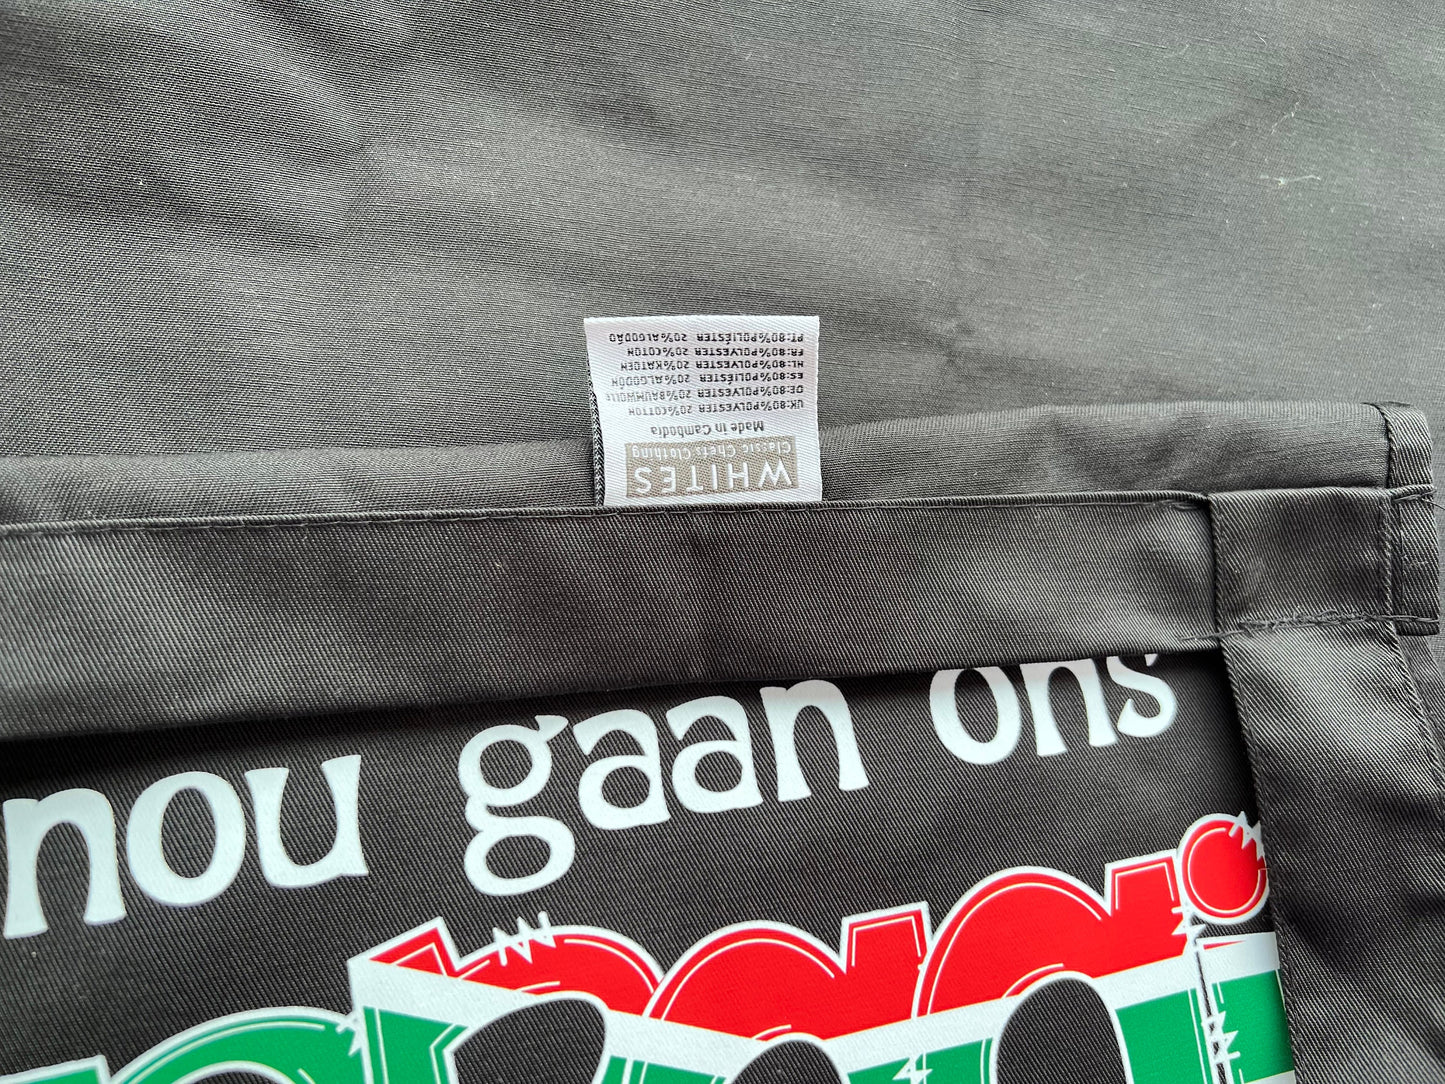 WHITES
Classic Chefs Clothing
Made in Cambodia
UK:80%POLYESTER 20%COTTON
DE:80%POLYESTER 20%BAUMWOLLE
ES:80%POLIÉSTER 20%ALGODÓN
NL:80%POLYESTER 20%KATOEN
FR:80%POLYESTER 20%COTON
PT:80%POLIÉSTER 20%ALGODÃO
nou gaan ons